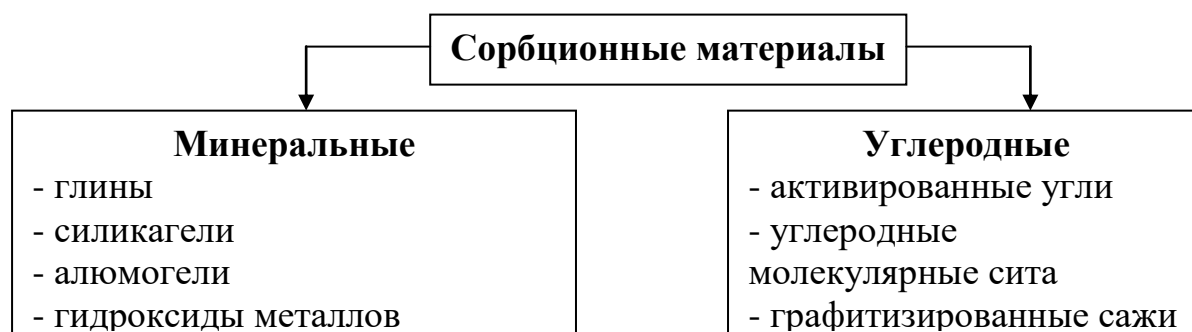 Сорбционные материалы
Минеральные
- глины
- силикагели
- алюмогели
- гидроксиды металлов
Углеродные
- активированные угли
- углеродные
молекулярные сита
- графитизированные сажи